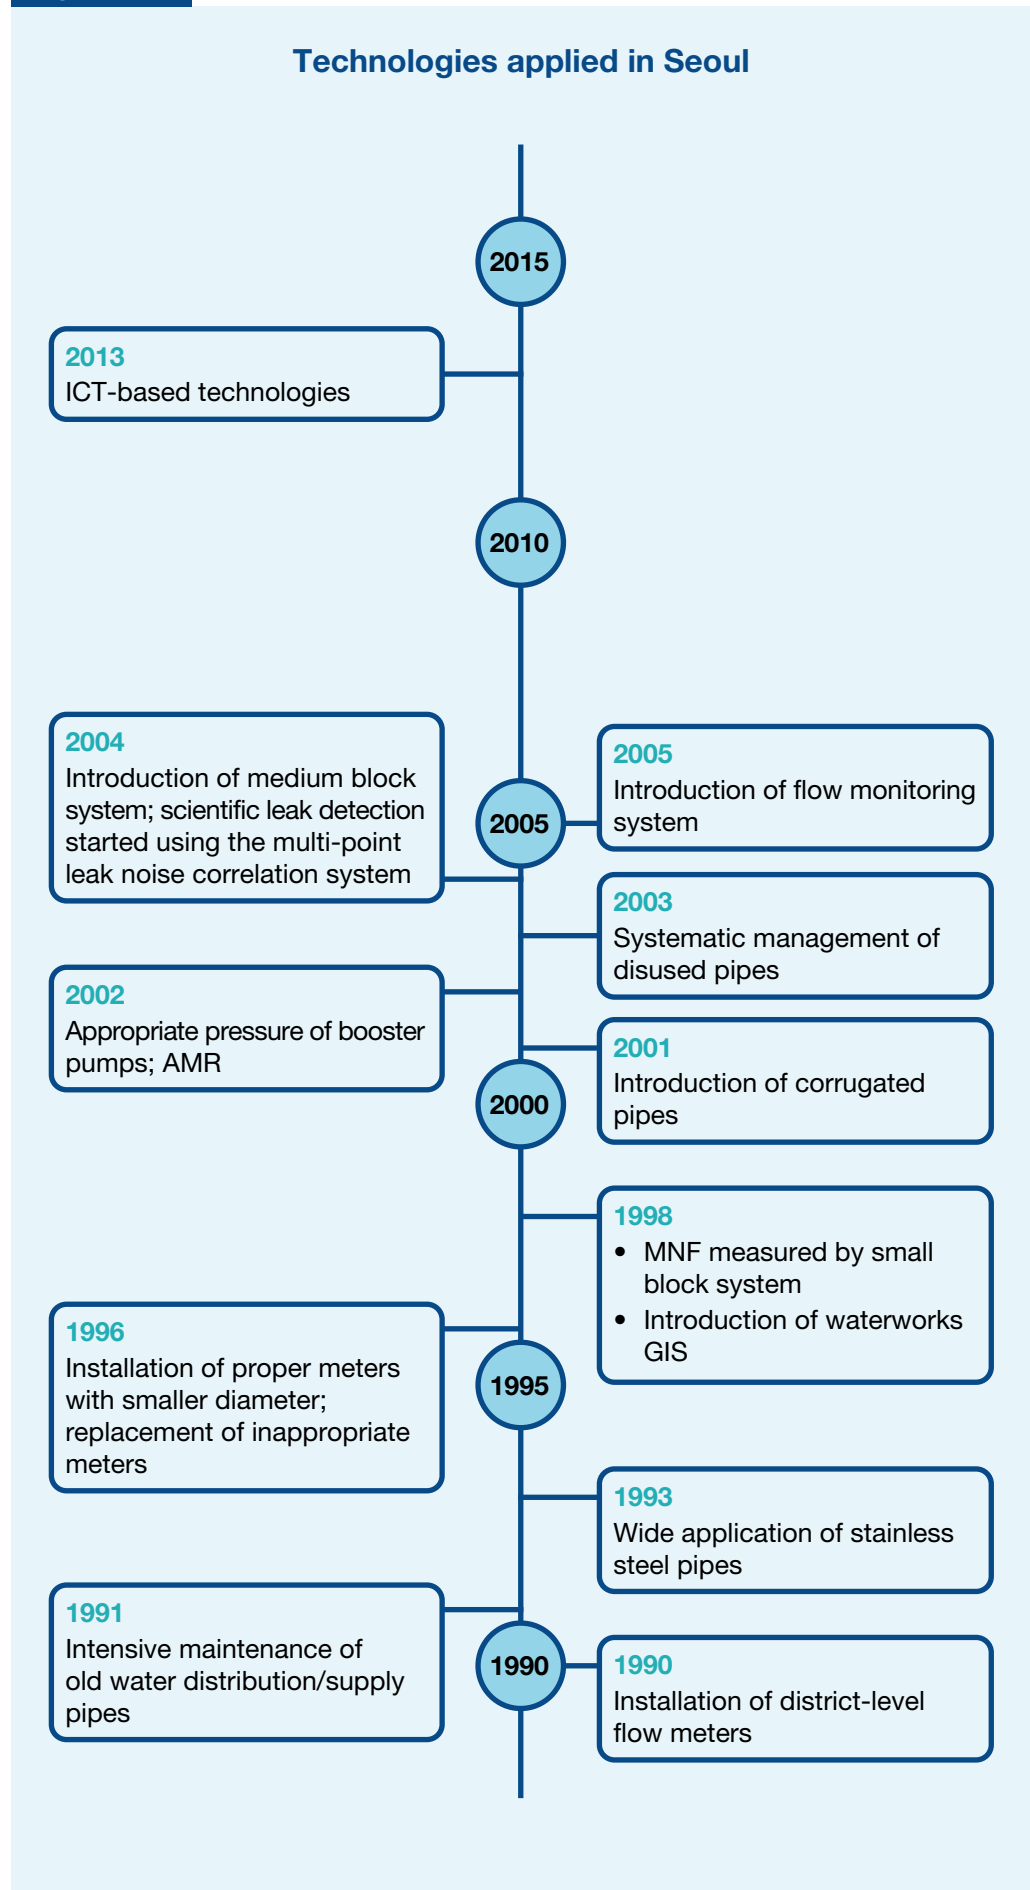 Technologies applied in Seoul
2015
2013
ICT-based technologies
2010
2004
Introduction of medium block
system; scientific leak detection
started using the multi-point
leak noise correlation system
2005
Introduction of flow monitoring
system
2005
2003
Systematic management of
disused pipes
2002
Appropriate pressure of booster
pumps; AMR
2001
Introduction of corrugated
pipes
2000
1998
• MNF measured by small
block system
• Introduction of waterworks
GIS
1996
Installation of proper meters
with smaller diameter;
replacement of inappropriate
meters
1995
1993
Wide application of stainless
steel pipes
1991
Intensive maintenance of
old water distribution/supply
pipes
1990
1990
Installation of district-level
flow meters